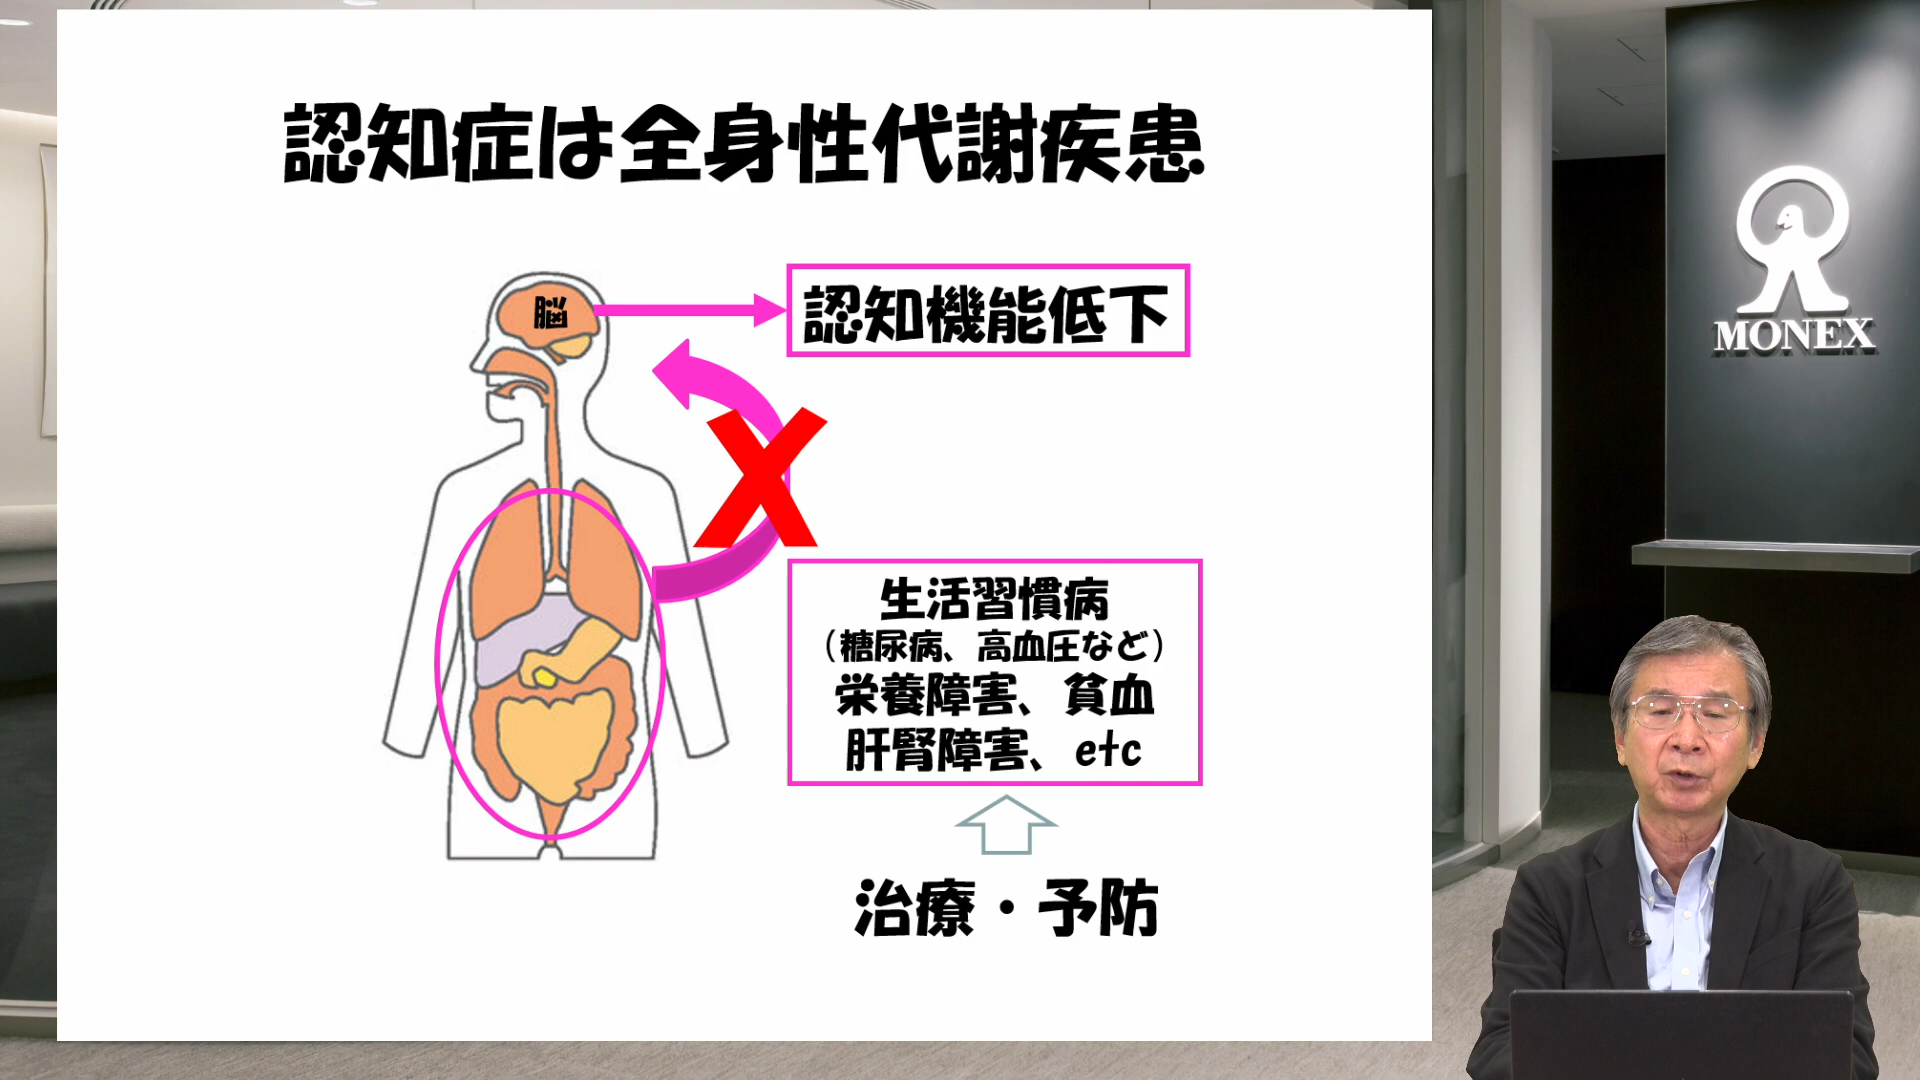 認知症は全身性代謝疾患
脳
認知機能低下
X
生活習慣病
（糖尿病、高血圧など）
栄養障害、貧血
肝腎障害、etc
治療・予防
MONEX